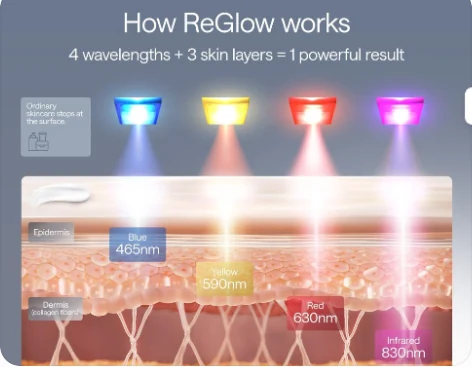 How ReGlow works
4 wavelengths + 3 skin layers = 1 powerful result
Ordinary
skincare stops at
the surface.
Epidermis
Blue
465nm
Yellow
590nm
Dermis
(collagen fibers)
Red
630nm
Infrared
830nm